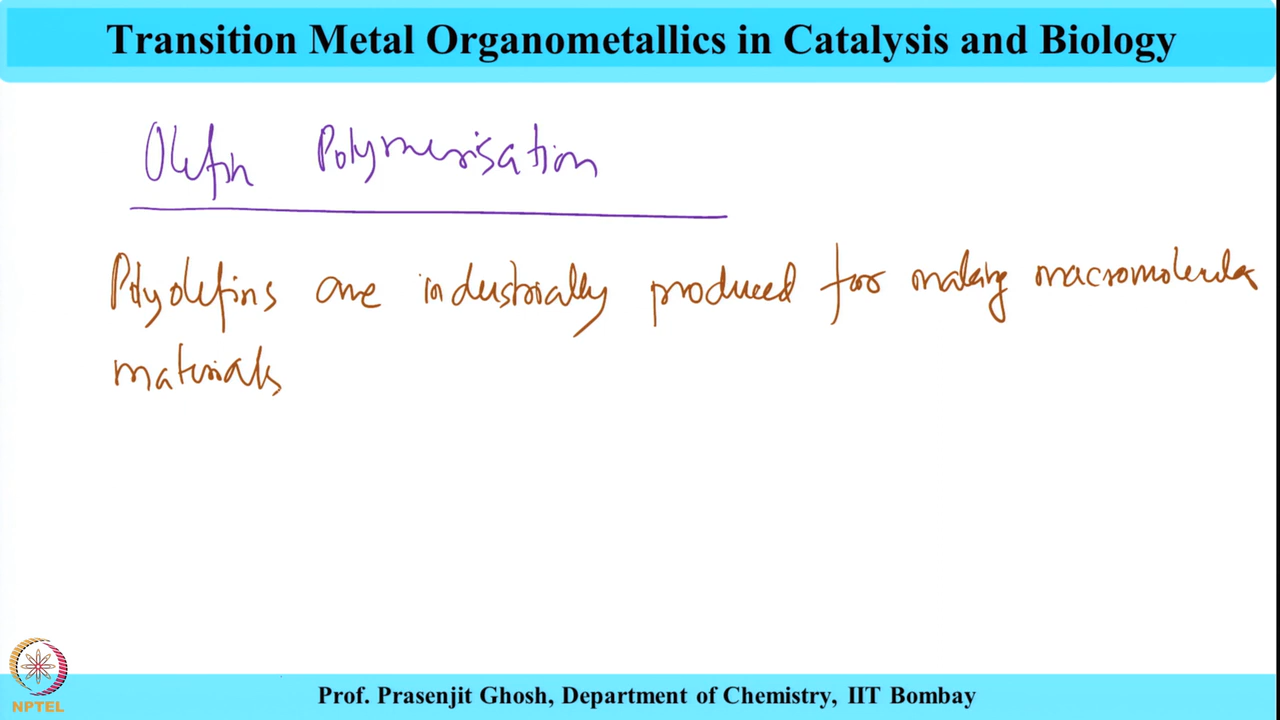 Transition Metal Organometallics in Catalysis and Biology
Olefin Polymerisation
Polyolefins are industrially produced for making macromolecular
materials
Prof. Prasenjit Ghosh, Department of Chemistry, IIT Bombay
NPTEL